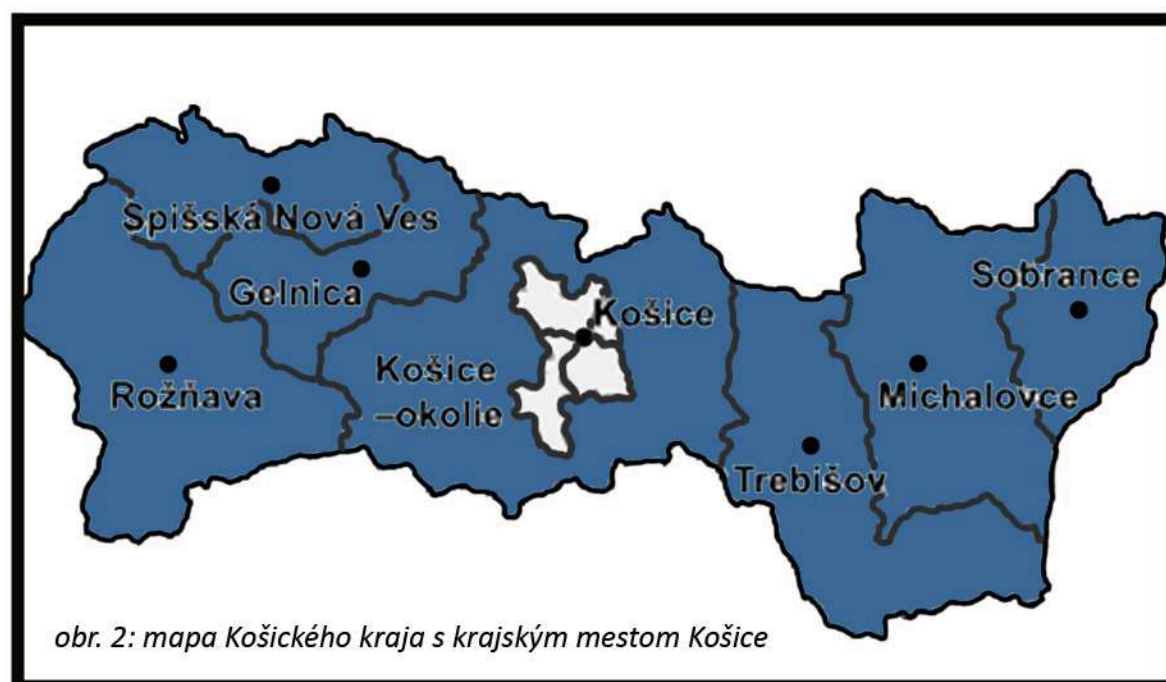 Spišská Nová Ves
Gelnica
Rožňava
Košice
–okolie
Košice
Trebišov
Michalovce
Sobrance
obr. 2: mapa Košického kraja s krajským mestom Košice